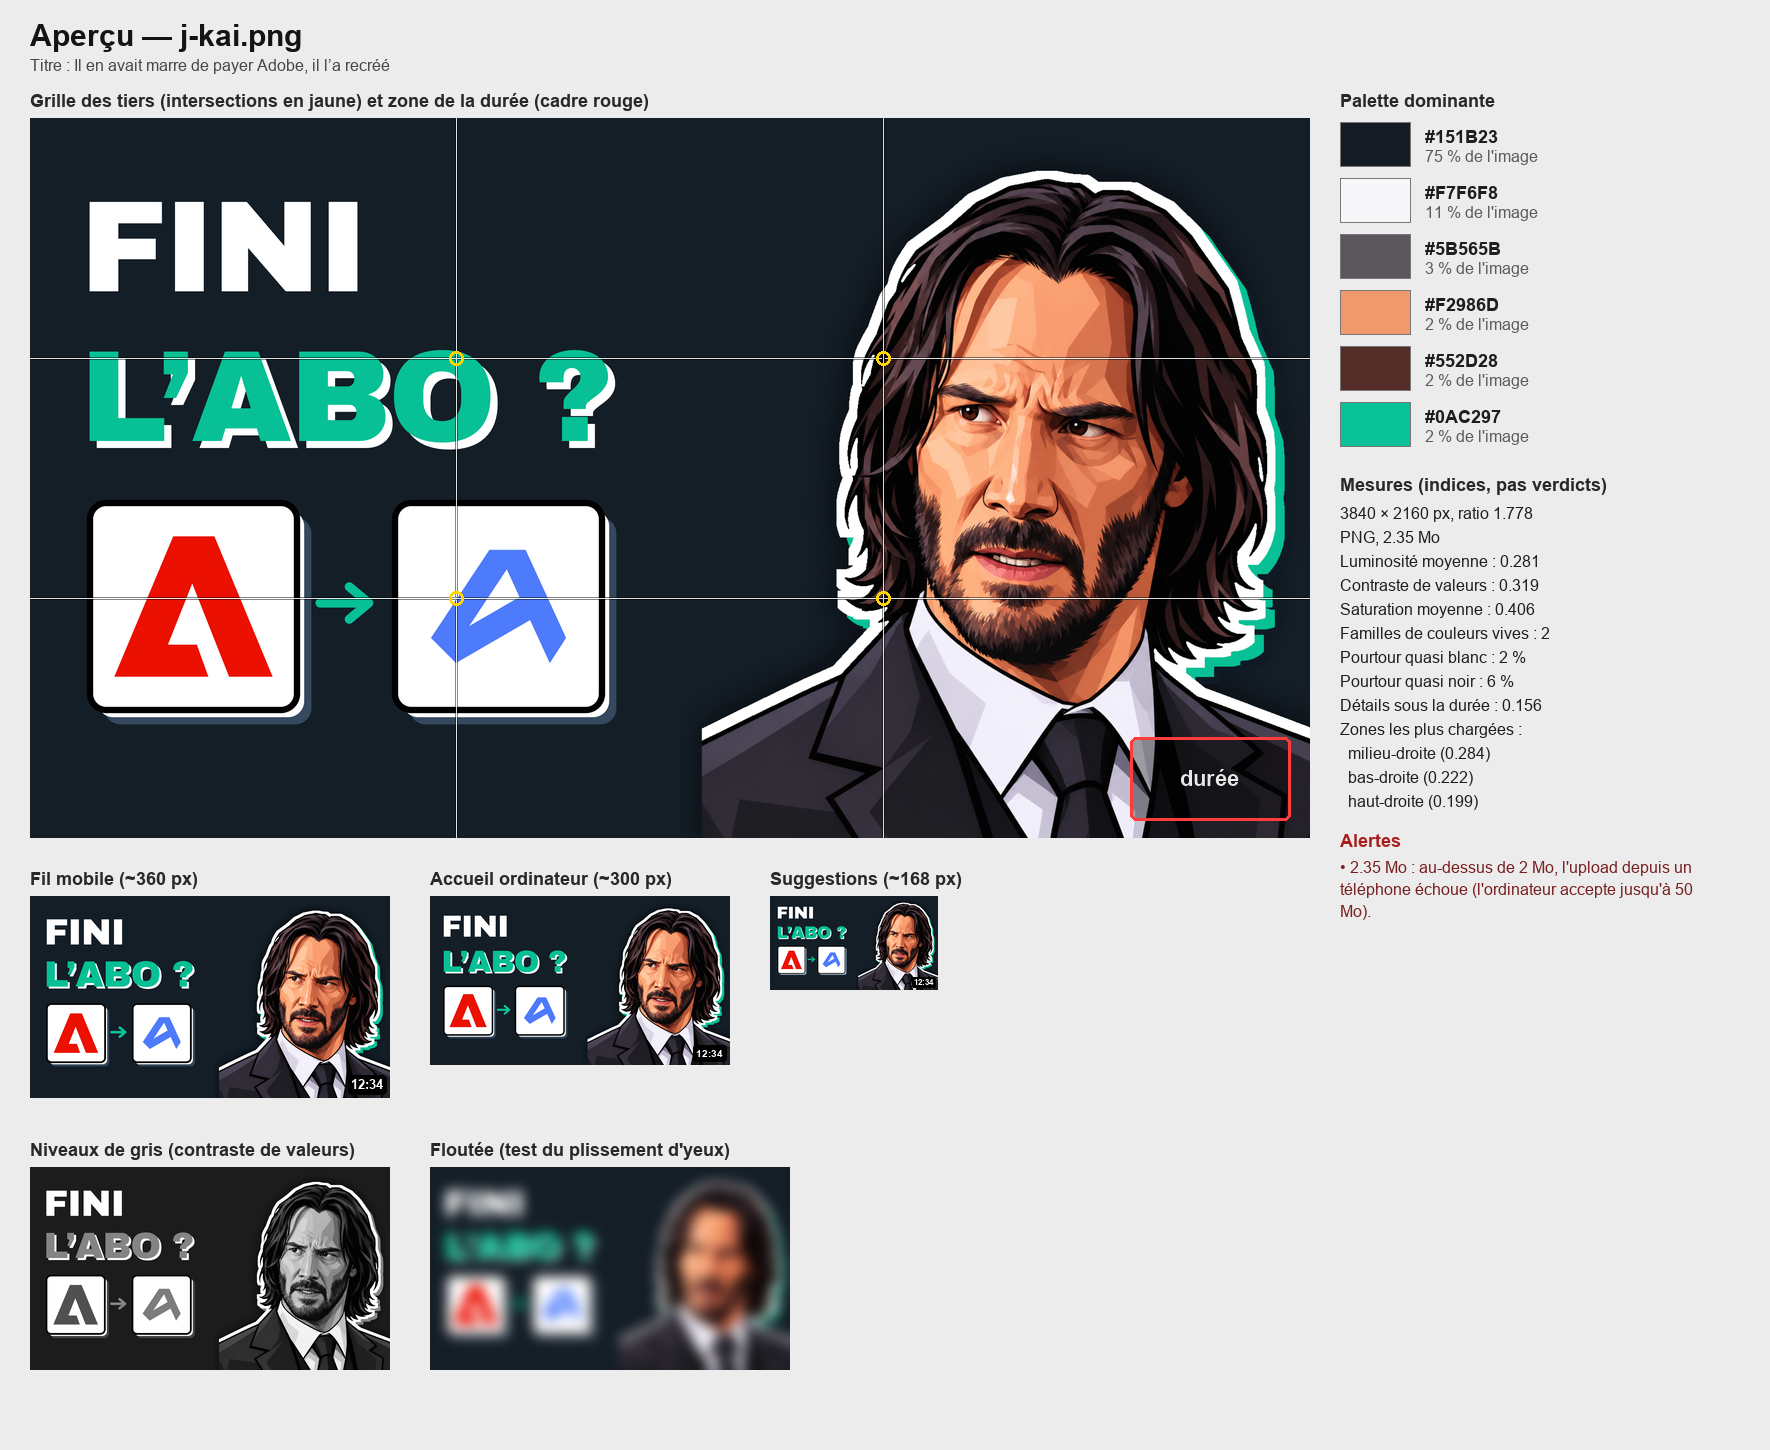 Aperçu — j-kai.png
Titre : Il en avait marre de payer Adobe, il l’a recréé
Grille des tiers (intersections en jaune) et zone de la durée (cadre rouge)
FINI
L’ABO ?
durée
Palette dominante
#151B23
75 % de l'image
#F7F6F8
11 % de l'image
#5B565B
3 % de l'image
#F2986D
2 % de l'image
#552D28
2 % de l'image
#0AC297
2 % de l'image
Mesures (indices, pas verdicts)
3840 × 2160 px, ratio 1.778
PNG, 2.35 Mo
Luminosité moyenne : 0.281
Contraste de valeurs : 0.319
Saturation moyenne : 0.406
Familles de couleurs vives : 2
Pourtour quasi blanc : 2 %
Pourtour quasi noir : 6 %
Détails sous la durée : 0.156
Zones les plus chargées :
milieu-droite (0.284)
bas-droite (0.222)
haut-droite (0.199)
Alertes
• 2.35 Mo : au-dessus de 2 Mo, l'upload depuis un
téléphone échoue (l'ordinateur accepte jusqu'à 50
Mo).
Fil mobile (~360 px)
FINI
L’ABO ?
12:34
Accueil ordinateur (~300 px)
FINI
L’ABO ?
12:34
Suggestions (~168 px)
FINI
L’ABO ?
12:34
Niveaux de gris (contraste de valeurs)
FINI
L’ABO ?
Floutée (test du plissement d'yeux)
FINI
L’ABO ?